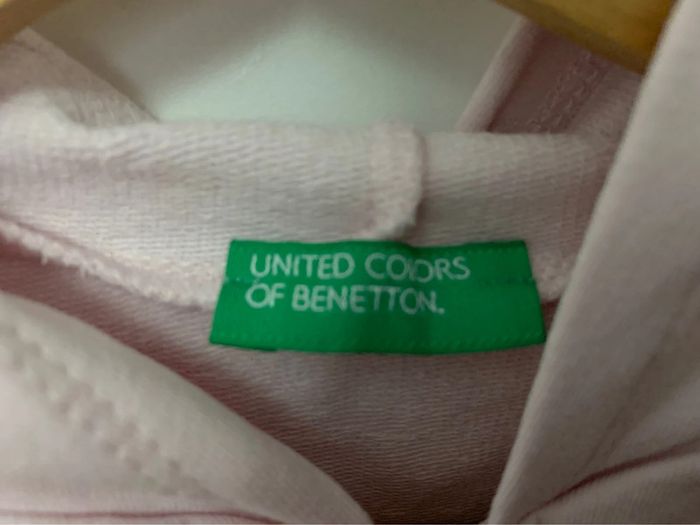 UNITED COLORS
OF BENETTON.